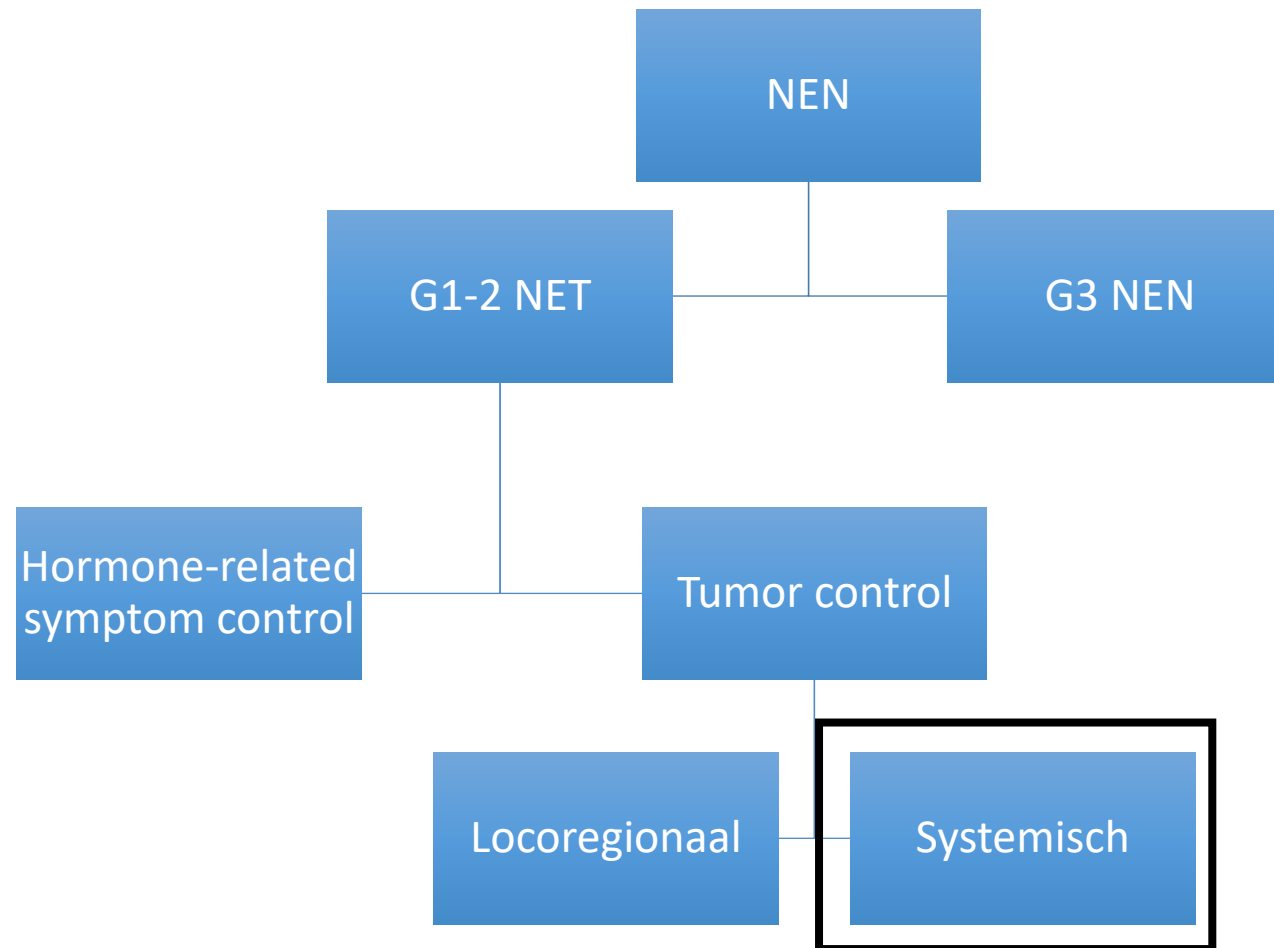 NEN
G1-2 NET
G3 NEN
Hormone-related
symptom control
Tumor control
Locoregionaal
Systemisch